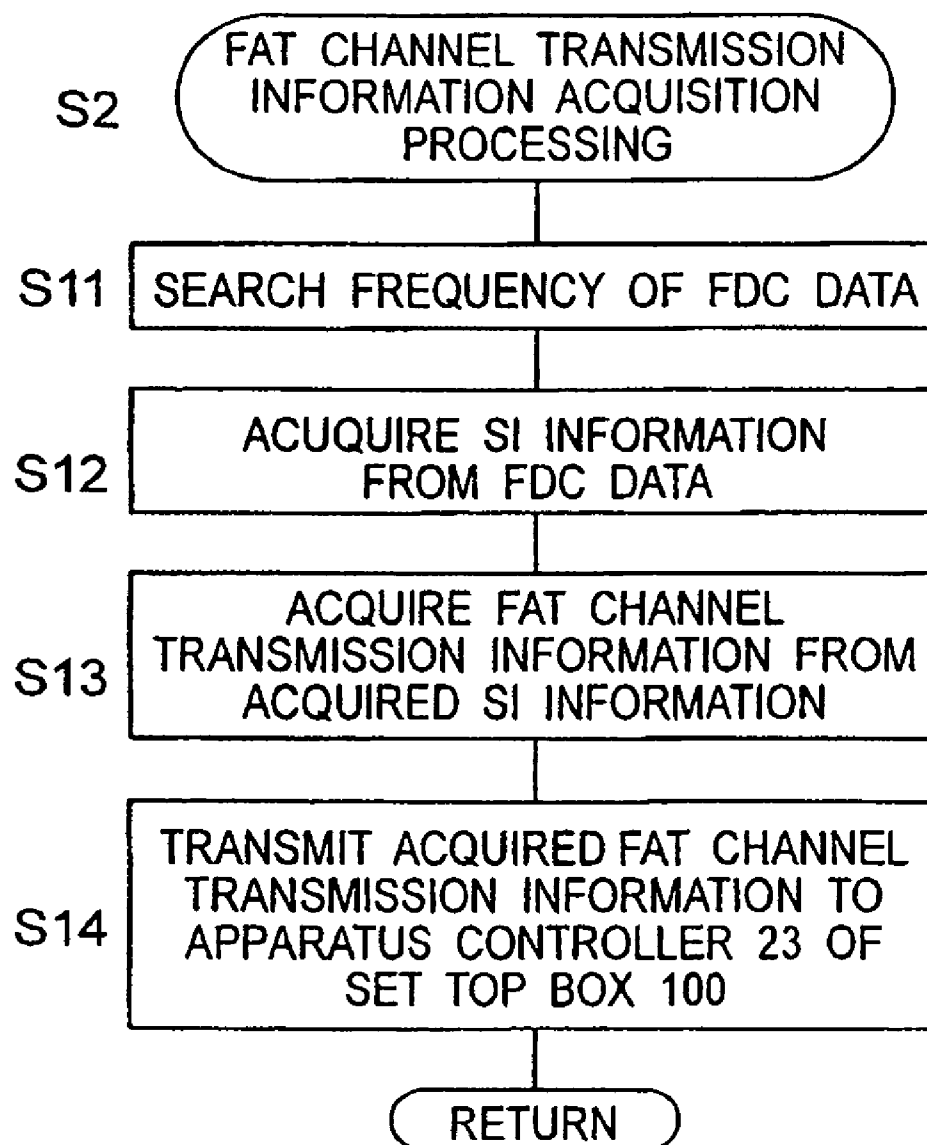 FAT CHANNEL TRANSMISSION
S2
INFORMATION ACQUISITION
PROCESSING
S11
SEARCH FREQUENCY OF FDC DATA
S12
ACUQUIRE SI INFORMATION
FROM FDC DATA
S13
ACQUIRE FAT CHANNEL
TRANSMISSION INFORMATION FROM
ACQUIRED SI INFORMATION
S14
TRANSMIT ACQUIRED FAT CHANNEL
TRANSMISSION INFORMATION TO
APPARATUS CONTROLLER 23 OF
SET TOP BOX 100
RETURN